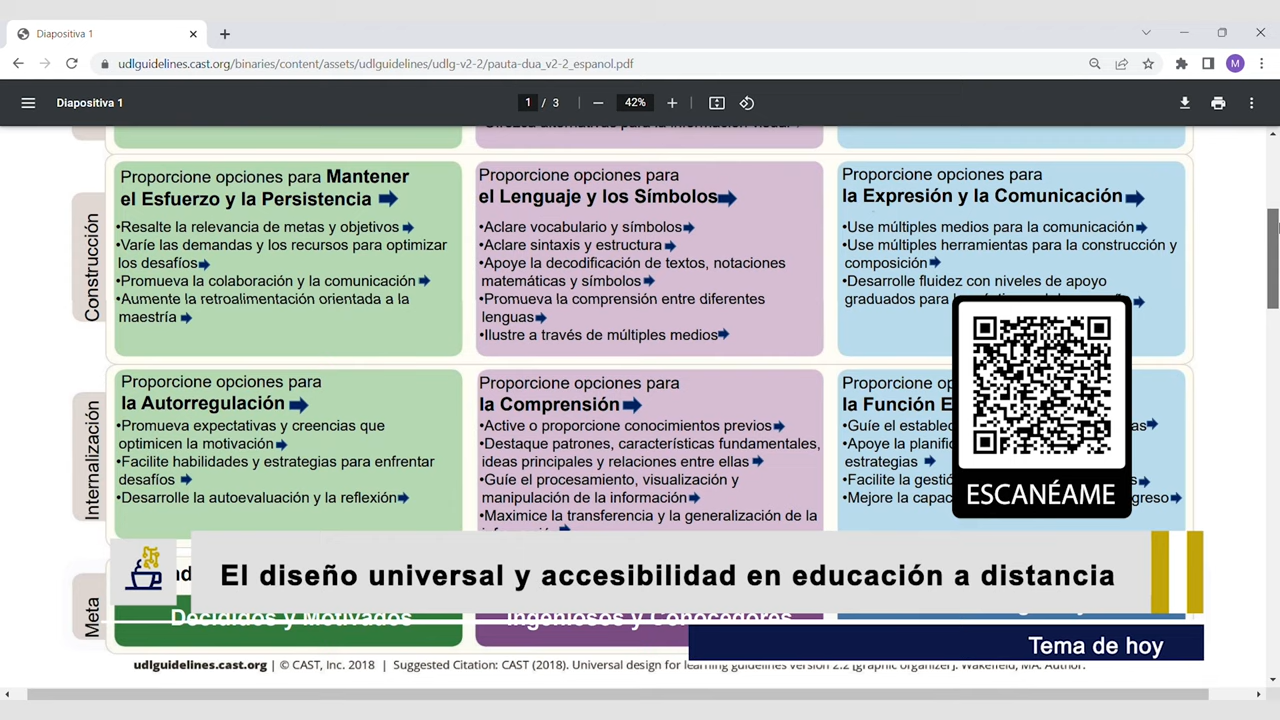 Diapositiva 1
udlguidelines.cast.org/binaries/content/assets/udlguidelines/udlg-v2-2/pauta-dua_v2-2_espanol.pdf
M
Diapositiva 1
1 / 3
42%
Construcción
Proporcione opciones para Mantener
el Esfuerzo y la Persistencia
•Resalte la relevancia de metas y objetivos
•Varíe las demandas y los recursos para optimizar
los desafíos
•Promueva la colaboración y la comunicación
•Aumente la retroalimentación orientada a la
maestría
Proporcione opciones para
el Lenguaje y los Símbolos
•Aclare vocabulario y símbolos
•Aclare sintaxis y estructura
•Apoye la decodificación de textos, notaciones
matemáticas y símbolos
•Promueva la comprensión entre diferentes
lenguas
•Ilustre a través de múltiples medios
Proporcione opciones para
la Expresión y la Comunicación
•Use múltiples medios para la comunicación
•Use múltiples herramientas para la construcción y
composición
•Desarrolle fluidez con niveles de apoyo
graduados para
Internalización
Proporcione opciones para
la Autorregulación
•Promueva expectativas y creencias que
optimicen la motivación
•Facilite habilidades y estrategias para enfrentar
desafíos
•Desarrolle la autoevaluación y la reflexión
Proporcione opciones para
la Comprensión
•Active o proporcione conocimientos previos
•Destaque patrones, características fundamentales,
ideas principales y relaciones entre ellas
•Guíe el procesamiento, visualización y
manipulación de la información
•Maximice la transferencia y la generalización de la
Proporcione
la Función
•Guíe el
•Apoye la
estrategias
•Facilite la
•Mejore la
ESCANÉAME
Meta
Decididos y Motivados
Ingeniosos y Conocedores
El diseño universal y accesibilidad en educación a distancia
Tema de hoy
udlguidelines.cast.org | © CAST, Inc. 2018 | Suggested Citation: CAST (2018). Universal design for learning guidelines version 2.2 [graphic organizer]. Wakefield, MA: Author.